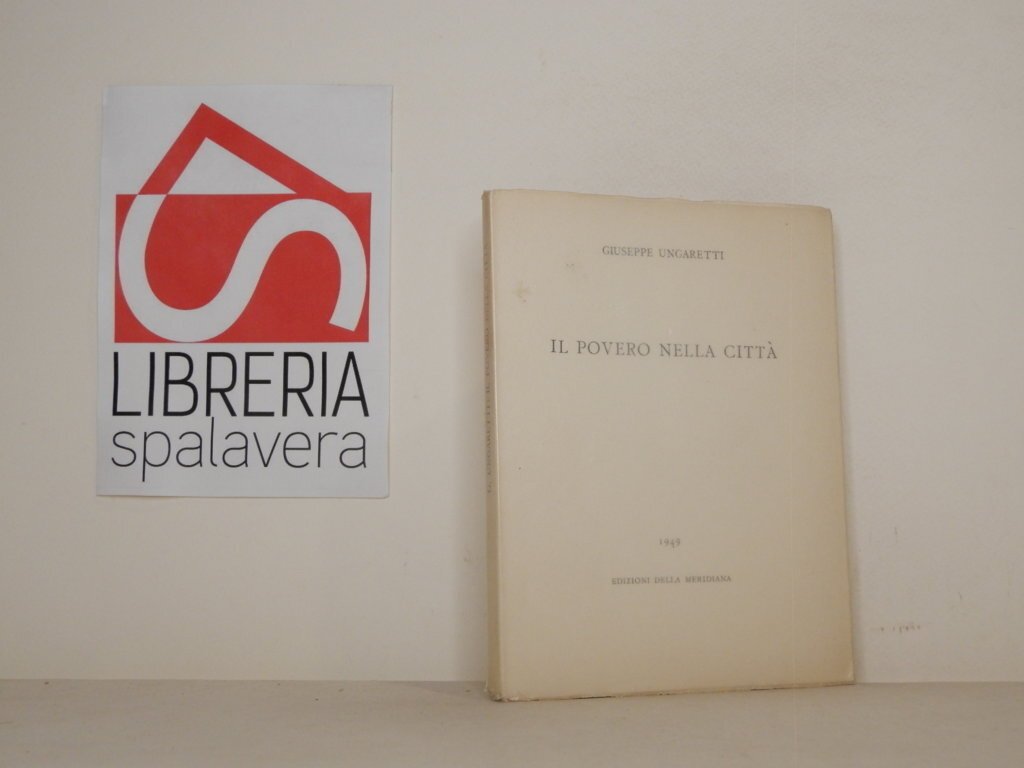 LIBRERIA
spalavera
GIUSEPPE UNGARETTI
IL POVERO NELLA CITTÀ
1949
EDIZIONI DELLA MERIDIANA